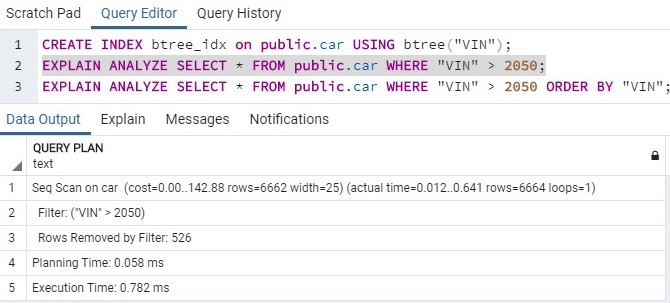 Scratch Pad Query Editor Query History
1 CREATE INDEX btree_idx on public.car USING btree("VIN");
2 EXPLAIN ANALYZE SELECT * FROM public.car WHERE "VIN" > 2050;
3 EXPLAIN ANALYZE SELECT * FROM public.car WHERE "VIN" > 2050 ORDER BY "VIN";
Data Output Explain Messages Notifications
QUERY PLAN
text
1 Seq Scan on car (cost=0.00..142.88 rows=6662 width=25) (actual time=0.012..0.641 rows=6664 loops=1)
2 Filter: ("VIN" > 2050)
3 Rows Removed by Filter: 526
4 Planning Time: 0.058 ms
5 Execution Time: 0.782 ms